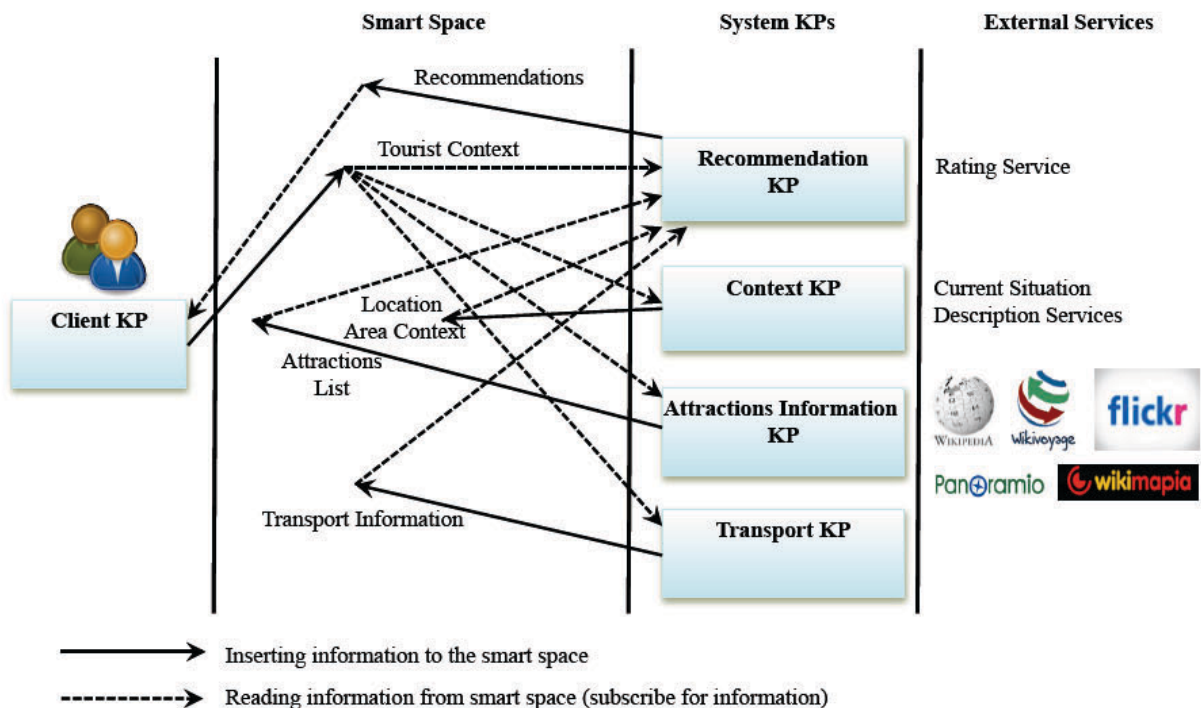 Smart Space
System KPs
External Services
Recommendations
Tourist Context
Recommendation
KP
Rating Service
Client KP
Location
Area Context
Context KP
Current Situation
Description Services
Attractions
List
Attractions Information
KP
WIKIPEDIA
wikivoyage
flickr
Panoramio
wikimapia
Transport Information
Transport KP
Inserting information to the smart space
Reading information from smart space (subscribe for information)